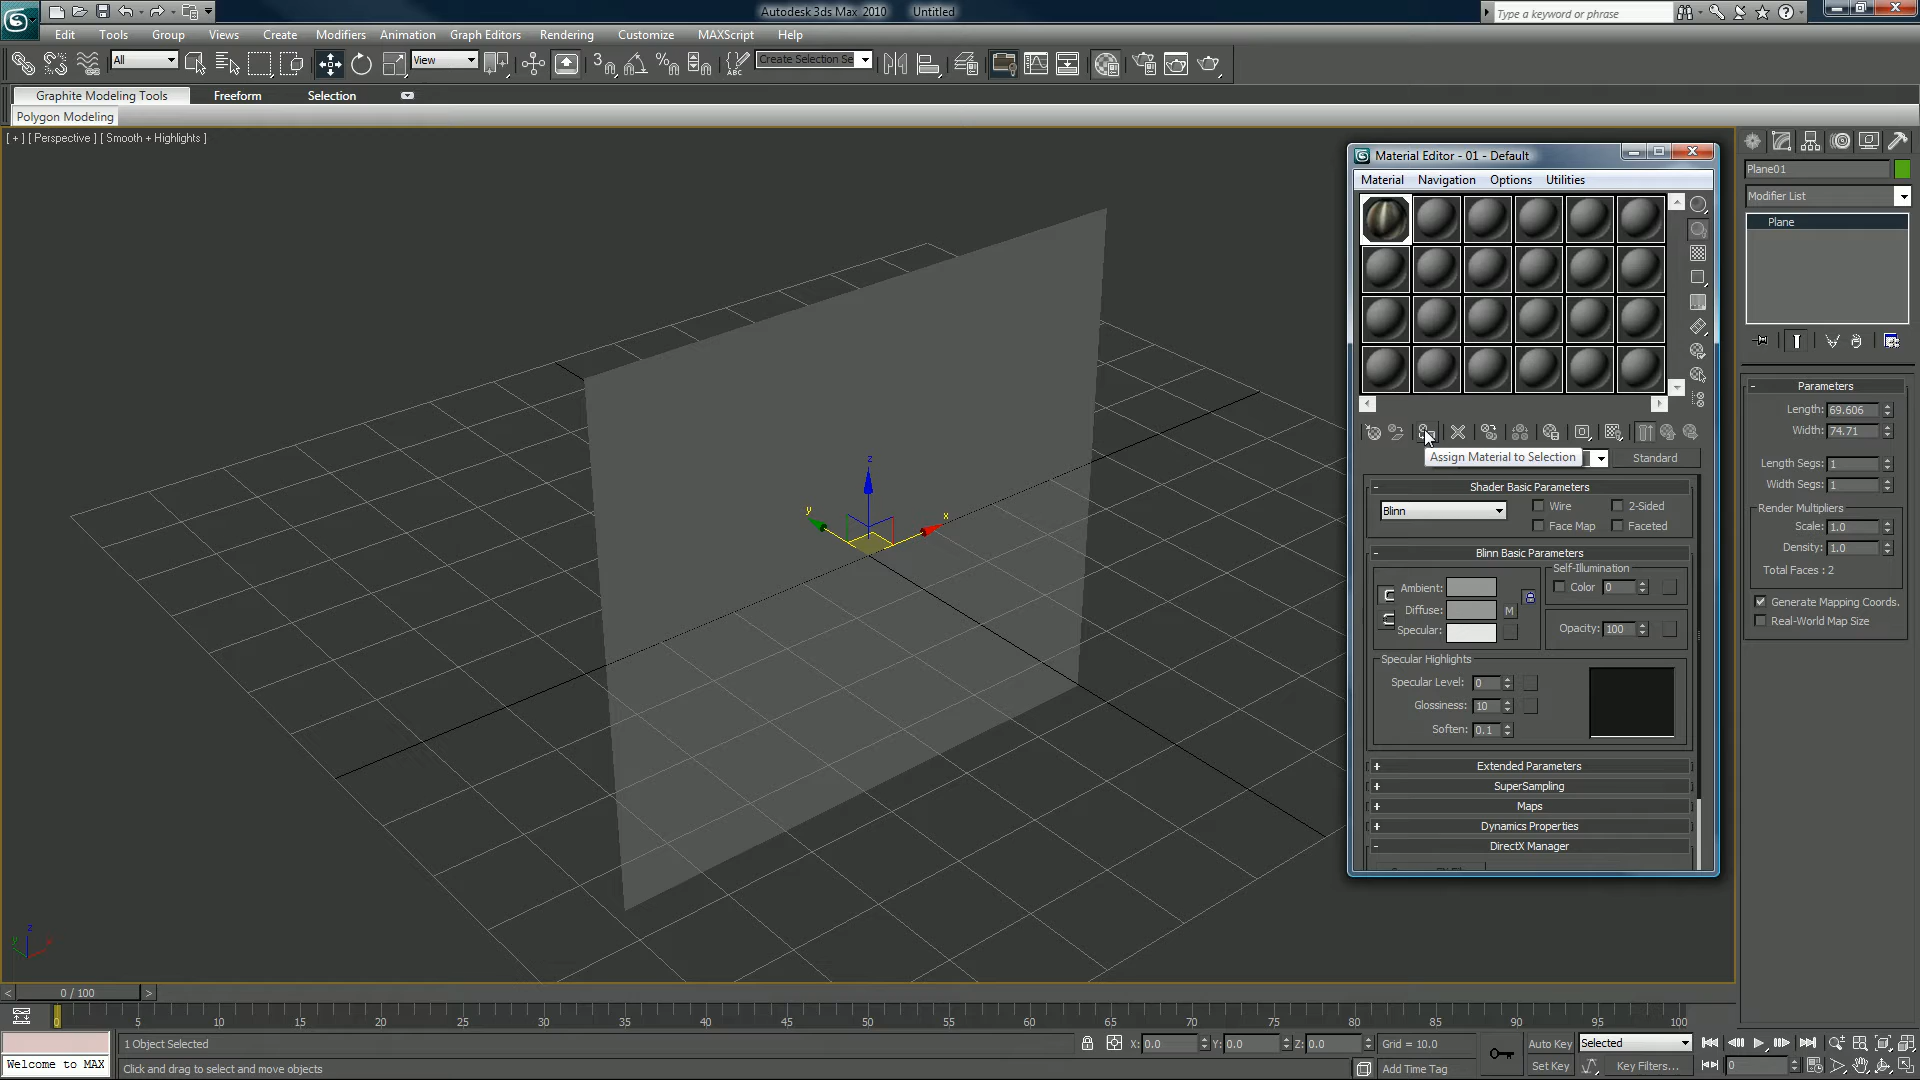 Autodesk 3ds Max 2010 Untitled
Type a keyword or phrase
Edit Tools Group Views Create Modifiers Animation Graph Editors Rendering Customize MAXScript Help
All
View
3
ABC
Create Selection Se
Graphite Modeling Tools Freeform Selection
Polygon Modeling
[ + ] [ Perspective ] [ Smooth + Highlights ]
z
y
x
z
y
x
Material Editor - 01 - Default
Material Navigation Options Utilities
Assign Material to Selection
Standard
Shader Basic Parameters
Blinn
Wire
2-Sided
Face Map
Faceted
Blinn Basic Parameters
Self-Illumination
Ambient:
Color 0
Diffuse:
M
Specular:
Opacity: 100
Specular Highlights
Specular Level: 0
Glossiness: 10
Soften: 0.1
Extended Parameters
SuperSampling
Maps
Dynamics Properties
DirectX Manager
Plane01
Modifier List
Plane
Parameters
Length: 69.606
Width: 74.71
Length Segs: 1
Width Segs: 1
Render Multipliers
Scale: 1.0
Density: 1.0
Total Faces : 2
Generate Mapping Coords.
Real-World Map Size
0 / 100
0 5 10 15 20 25 30 35 40 45 50 55 60 65 70 75 80 85 90 95 100
1 Object Selected
X: 0.0 Y: 0.0 Z: 0.0
Grid = 10.0
Auto Key
Selected
Welcome to MAX
Click and drag to select and move objects
Add Time Tag
Set Key
Key Filters...
0